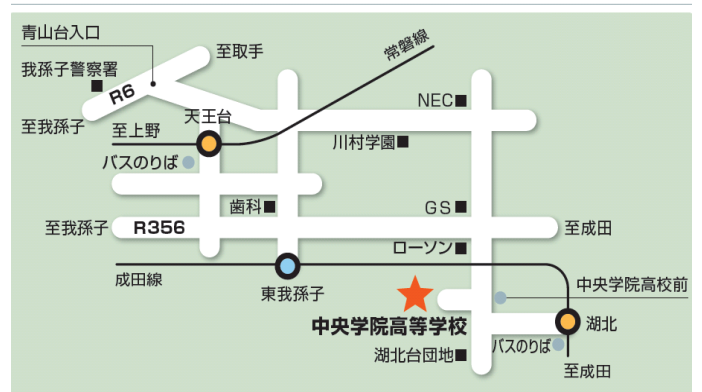 青山台入口
至取手
常磐線
我孫子警察署
R6
NEC
至我孫子
至上野
天王台
川村学園
バスのりば
歯科
GS
至我孫子
R356
至成田
ローソン
成田線
東我孫子
中央学院高校前
中央学院高等学校
湖北
湖北台団地
バスのりば
至成田